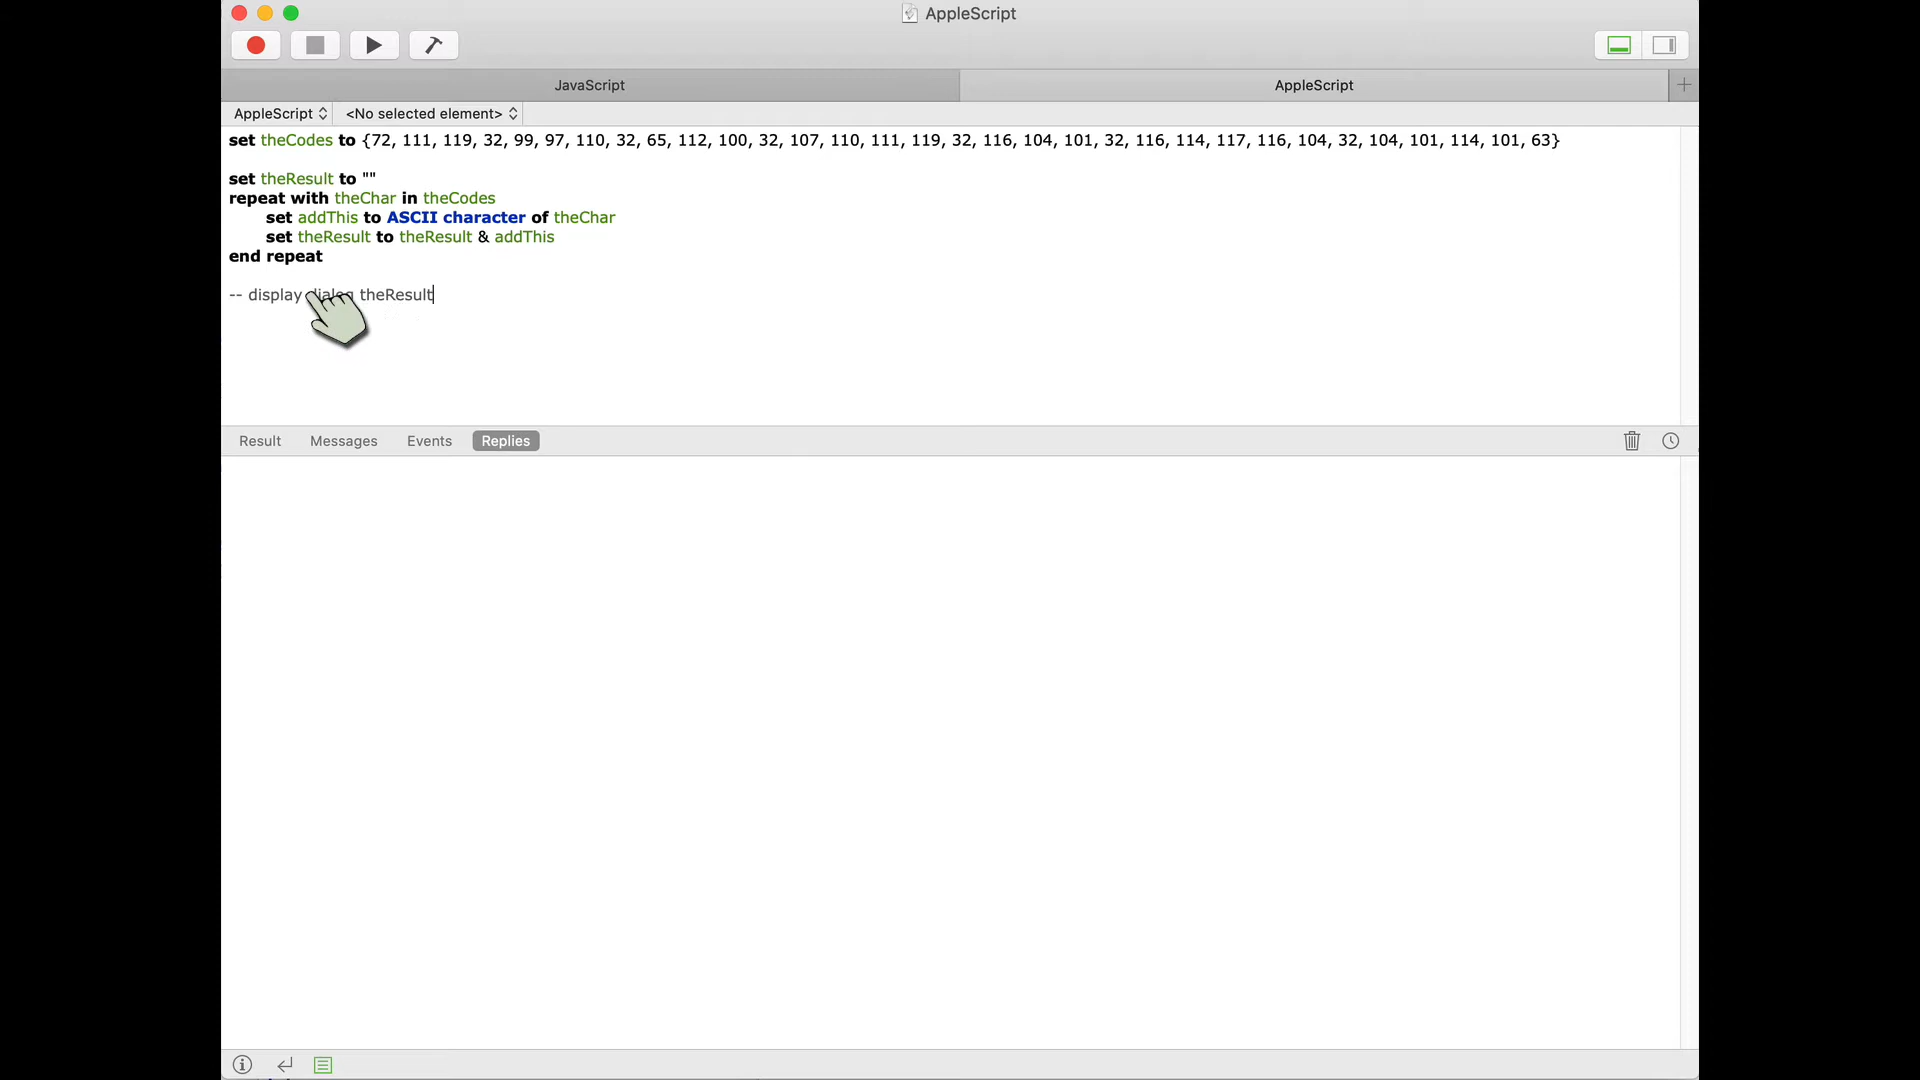 AppleScript
JavaScript
AppleScript
AppleScript <No selected element>
set theCodes to {72, 111, 119, 32, 99, 97, 110, 32, 65, 112, 100, 32, 107, 110, 111, 119, 32, 116, 104, 101, 32, 116, 114, 117, 116, 104, 32, 104, 101, 114, 101, 63}
set theResult to ""
repeat with theChar in theCodes
set addThis to ASCII character of theChar
set theResult to theResult & addThis
end repeat
-- display dialog theResult
Result Messages Events Replies